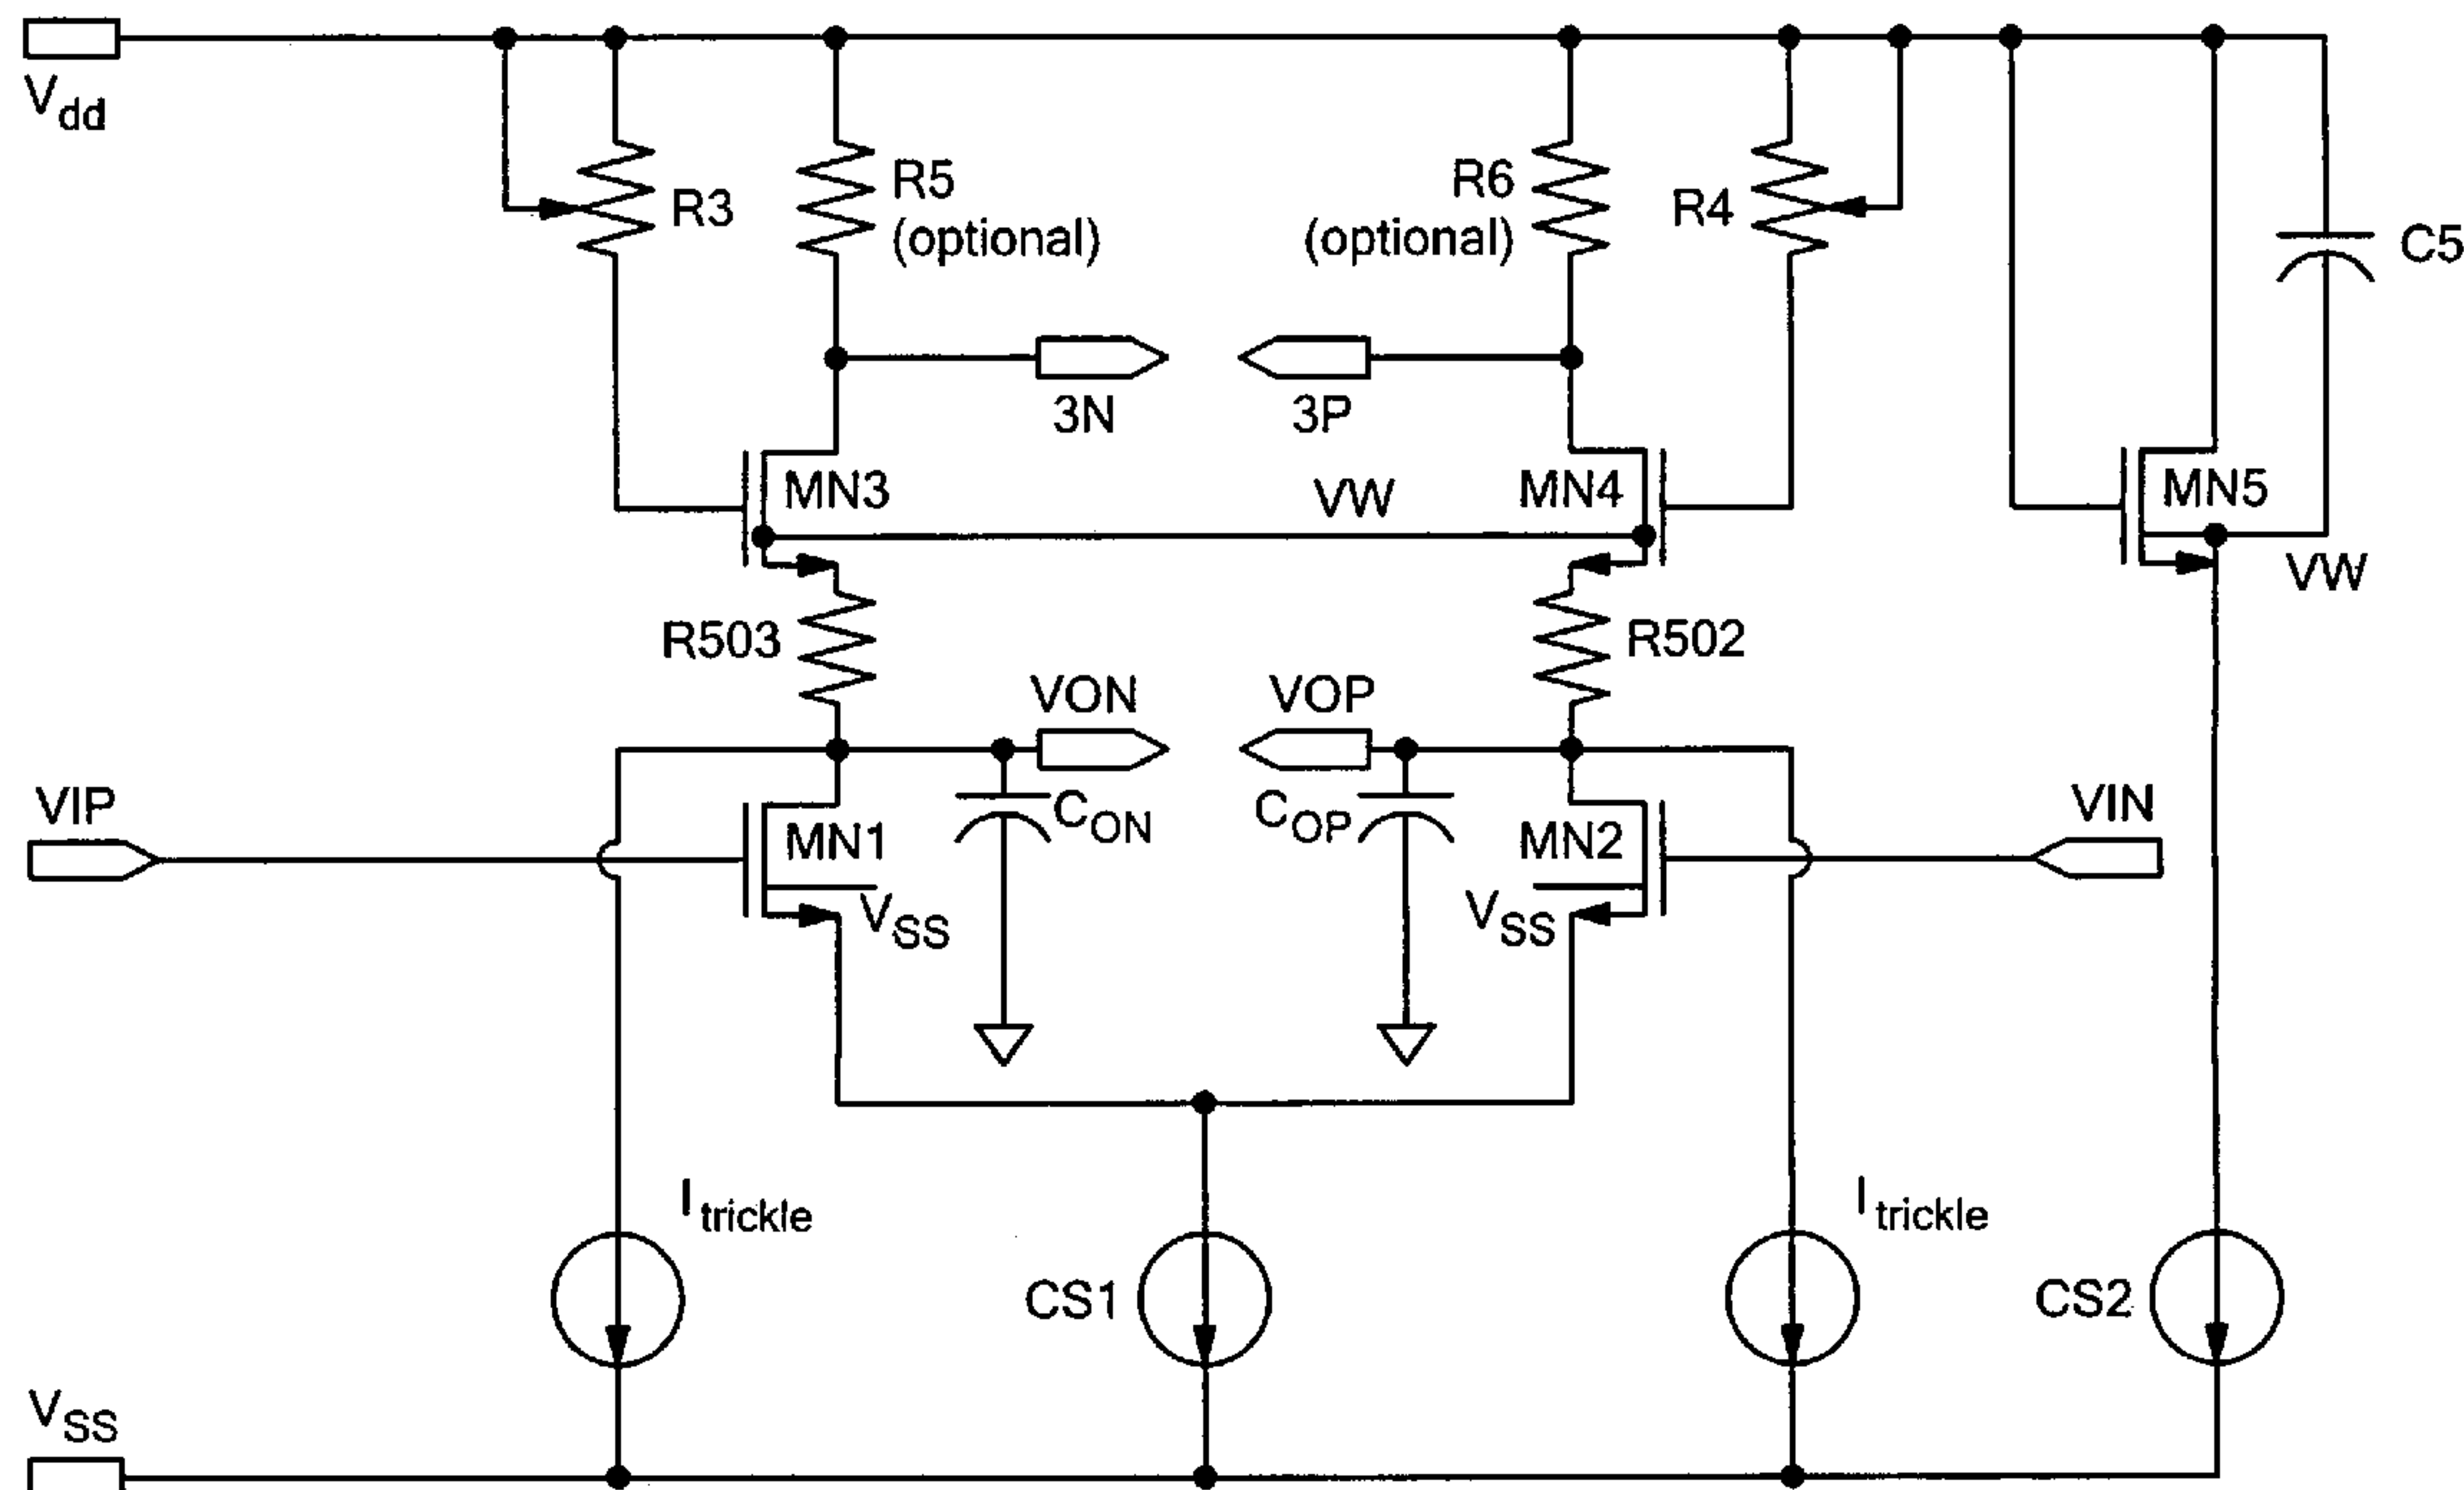 Vdd
R3
R5
(optional)
R6
(optional)
R4
C5
3N
3P
MN3
VW
MN4
MN5
VW
R503
R502
VON
VOP
VIP
MN1
CON
COP
MN2
VIN
VSS
VSS
Itrickle
Itrickle
CS1
CS2
VSS